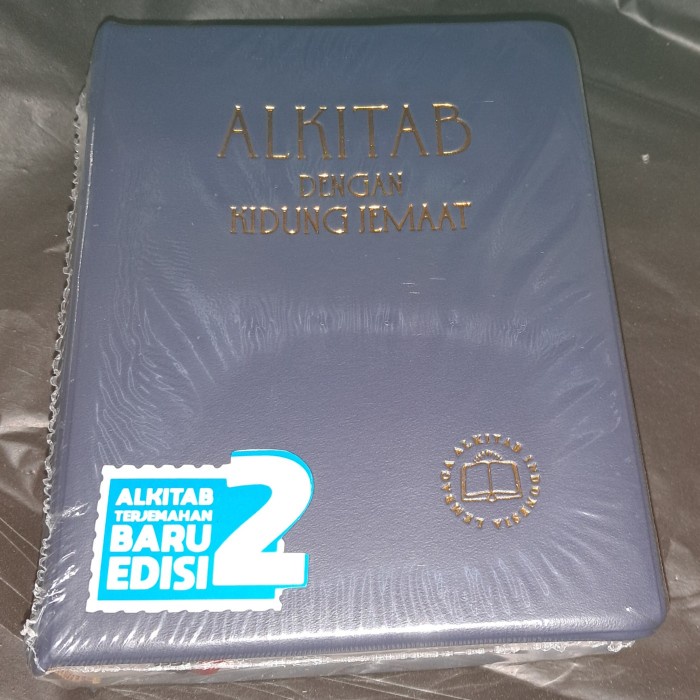 ALKITAB
DENGAN
KIDUNG JEMAAT
LEMBAGA ALKITAB INDONESIA
ALKITAB
TERJEMAHAN
BARU
EDISI 2